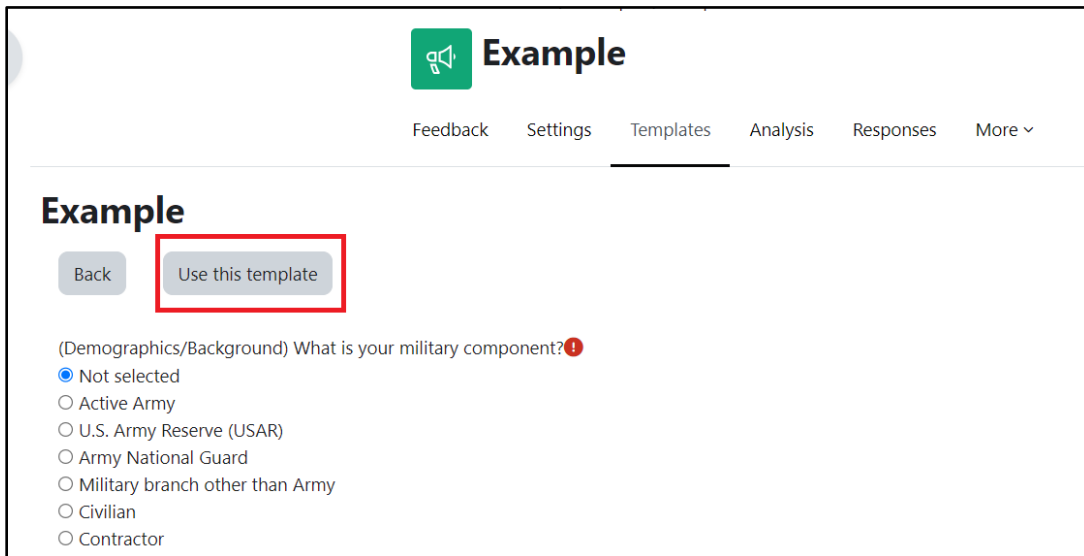 Example
Feedback Settings Templates Analysis Responses More
Example
Back Use this template
(Demographics/Background) What is your military component?
Not selected
Active Army
U.S. Army Reserve (USAR)
Army National Guard
Military branch other than Army
Civilian
Contractor